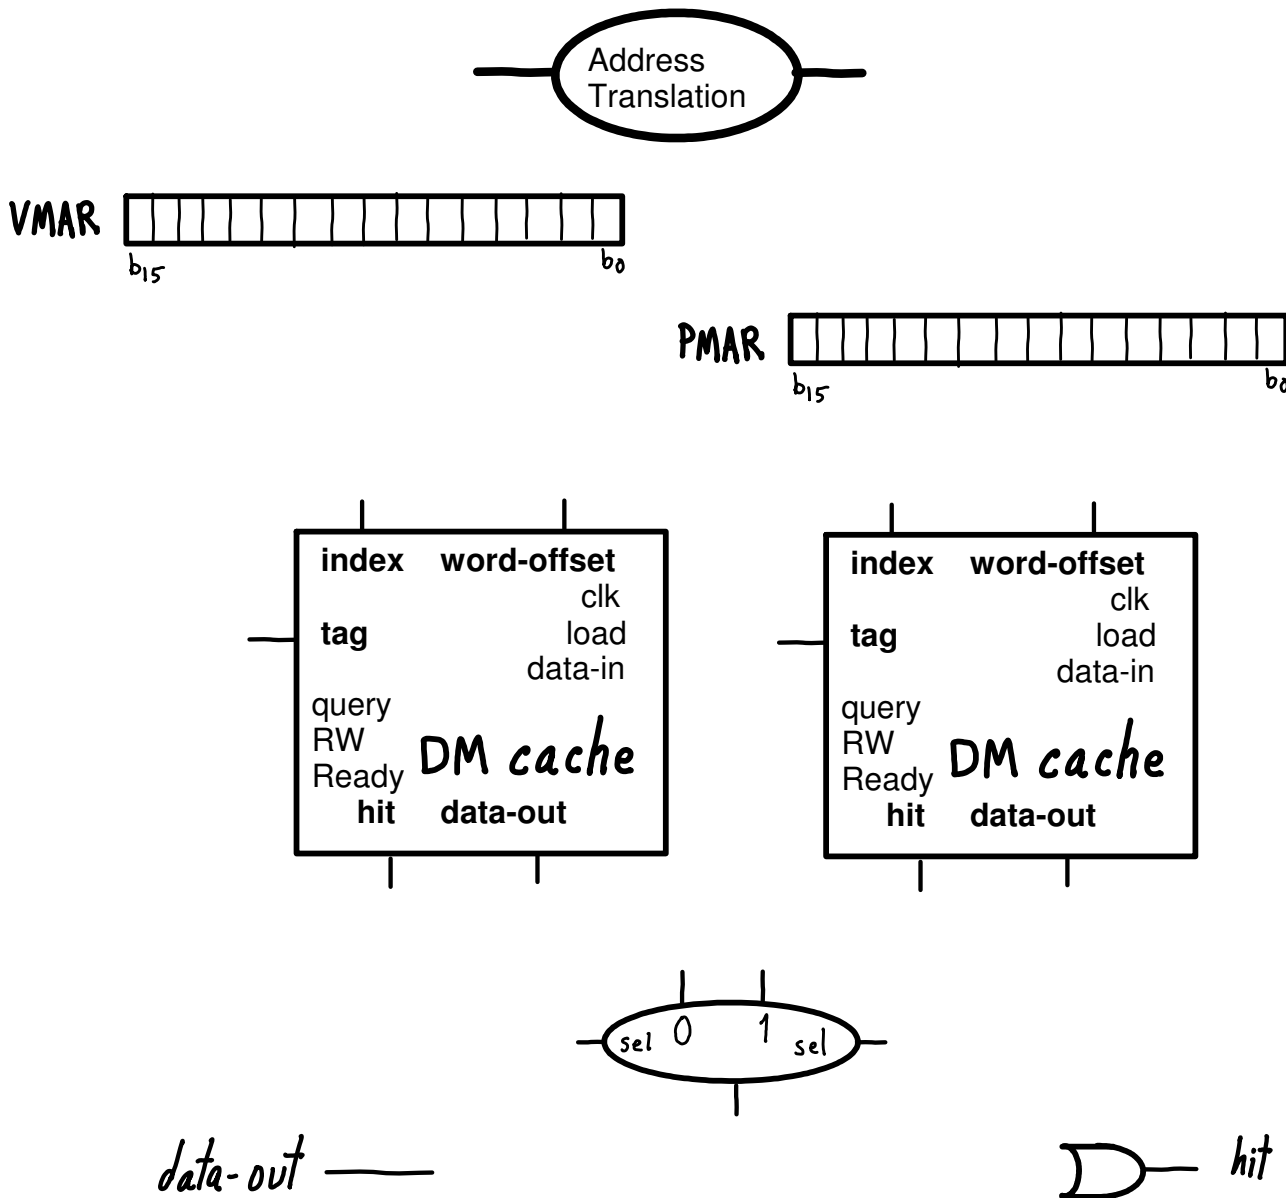 Address
Translation
VMAR
b15 b0
PMAR
b15 b0
index word-offset
clk
tag load
data-in
query
RW
DM cache
Ready
hit data-out
index word-offset
clk
tag load
data-in
query
RW
DM cache
Ready
hit data-out
sel 0 1 sel
data-out
hit